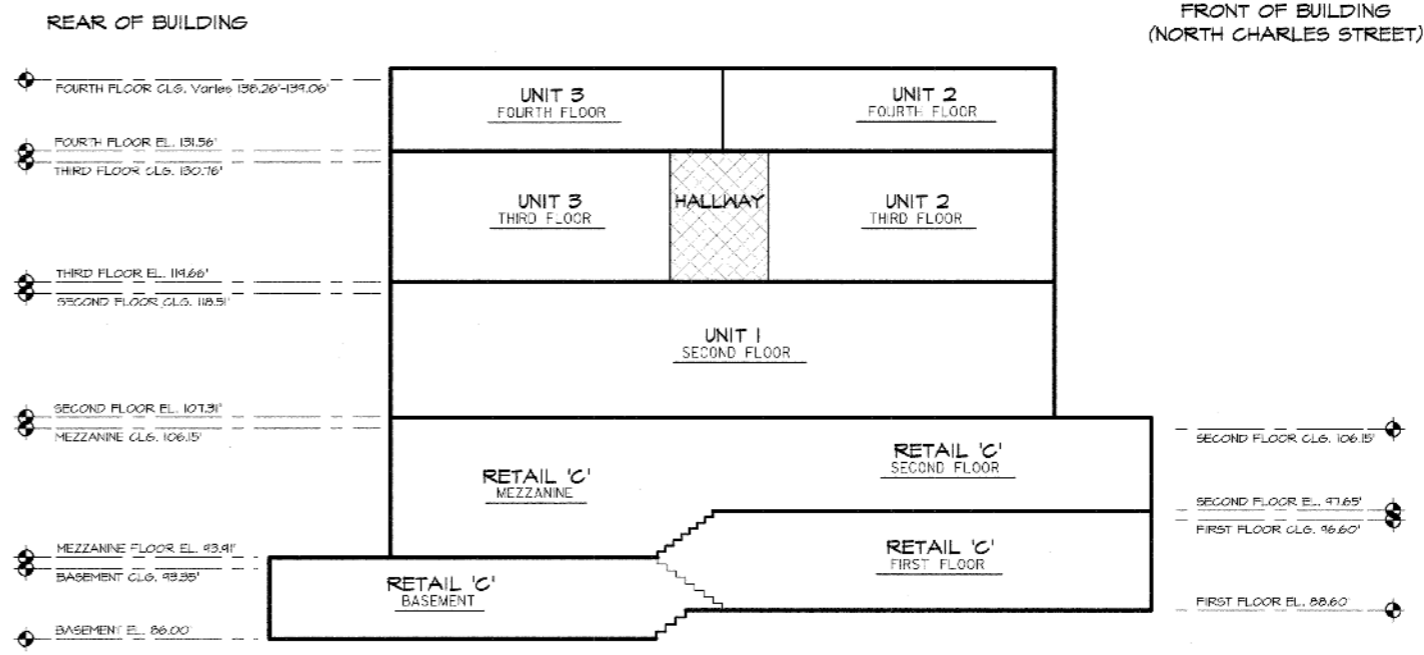 REAR OF BUILDING
FRONT OF BUILDING
(NORTH CHARLES STREET)
FOURTH FLOOR CLG. Varies 138.26'-139.06'
UNIT 3
FOURTH FLOOR
UNIT 2
FOURTH FLOOR
FOURTH FLOOR EL. 131.56'
THIRD FLOOR CLG. 130.76'
UNIT 3
THIRD FLOOR
HALLWAY
UNIT 2
THIRD FLOOR
THIRD FLOOR EL. 119.66'
SECOND FLOOR CLG. 118.51'
UNIT 1
SECOND FLOOR
SECOND FLOOR EL. 107.31'
MEZZANINE CLG. 106.15'
SECOND FLOOR CLG. 106.15'
RETAIL 'C'
SECOND FLOOR
RETAIL 'C'
MEZZANINE
SECOND FLOOR EL. 97.65'
FIRST FLOOR CLG. 96.60'
MEZZANINE FLOOR EL. 93.91'
BASEMENT CLG. 93.35'
RETAIL 'C'
FIRST FLOOR
RETAIL 'C'
BASEMENT
FIRST FLOOR EL. 88.60'
BASEMENT EL. 86.00'